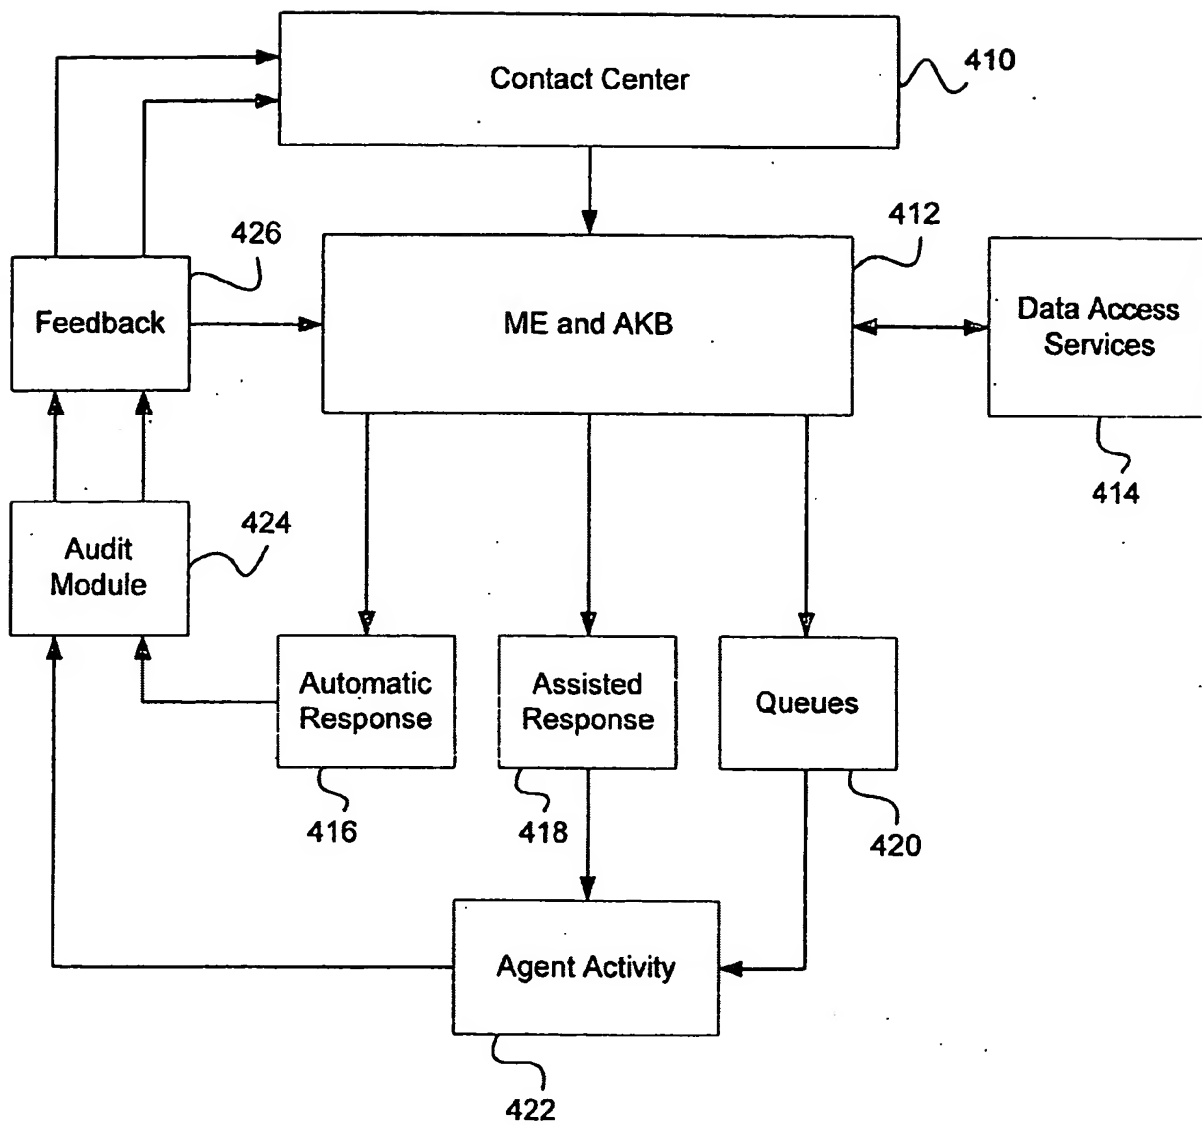 Contact Center
410
426
412
Feedback
ME and AKB
Data Access
Services
414
424
Audit
Module
Automatic
Response
Assisted
Response
Queues
416
418
420
Agent Activity
422